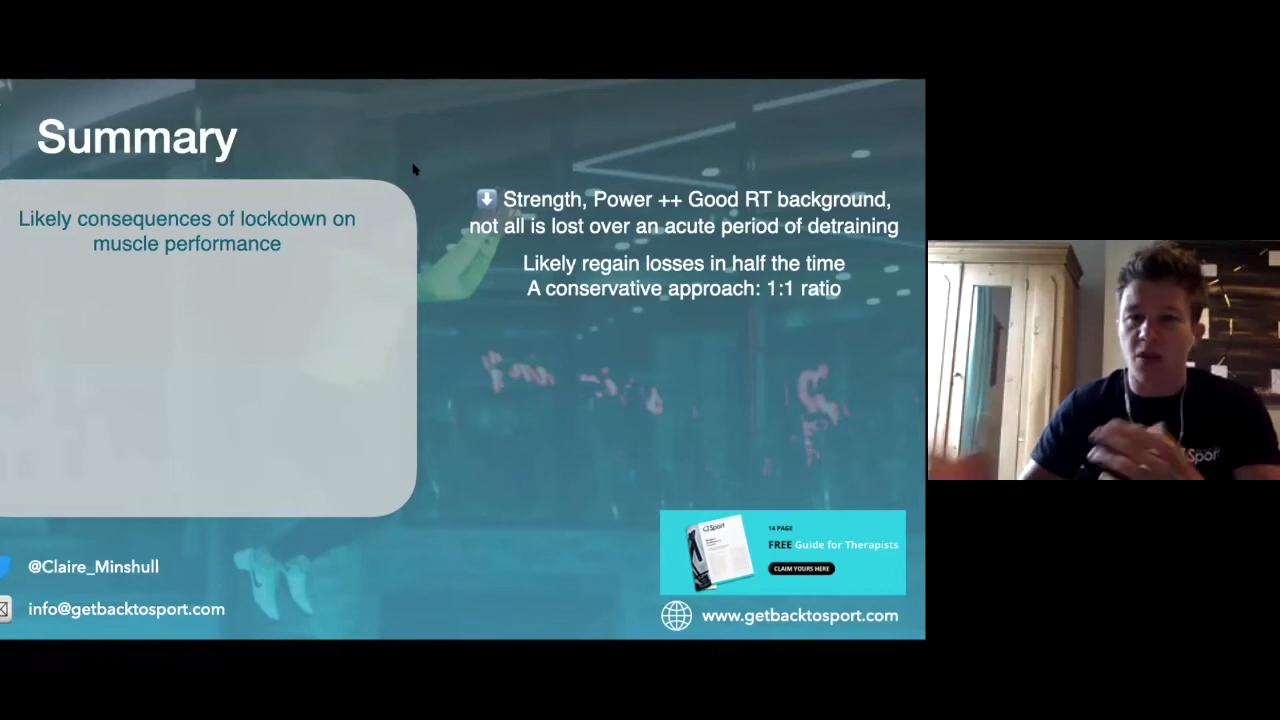 Summary
Likely consequences of lockdown on
muscle performance
⬇ Strength, Power ++ Good RT background,
not all is lost over an acute period of detraining
Likely regain losses in half the time
A conservative approach: 1:1 ratio
@Claire_Minshull
info@getbacktosport.com
Sport
14 PAGE
FREE Guide for Therapists
CLAIM YOURS HERE
www.getbacktosport.com
Sport